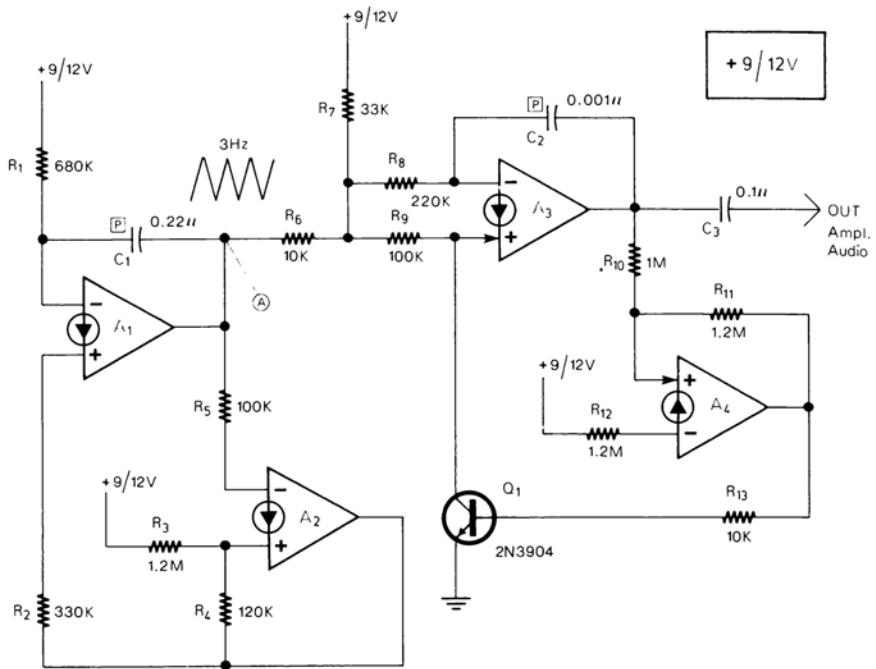 +9/12V
+9/12V
+9/12V
R7
33K
P
0.001u
C2
R1
680K
3Hz
R8
220K
-
A3
+
P
0.22u
C1
R6
10K
R9
100K
0.1u
C3
OUT
Ampl.
Audio
A
R10
1M
-
A1
+
R11
1.2M
+9/12V
+
A4
-
R5
100K
R12
1.2M
+9/12V
-
A2
+
Q1
2N3904
R13
10K
R3
1.2M
R2
330K
R4
120K